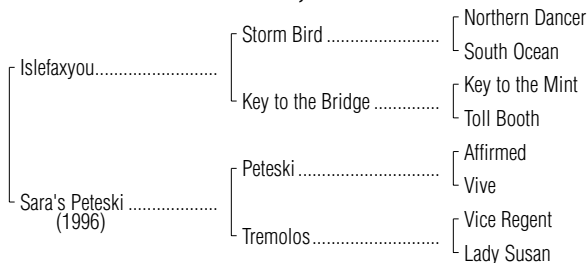 Northern Dancer
Storm Bird ........................
South Ocean
Islefaxyou..........................
Key to the Mint
Key to the Bridge ..............
Toll Booth
Affirmed
Peteski ..............................
Vive
Sara's Peteski ...................
(1996)
Vice Regent
Tremolos...........................
Lady Susan